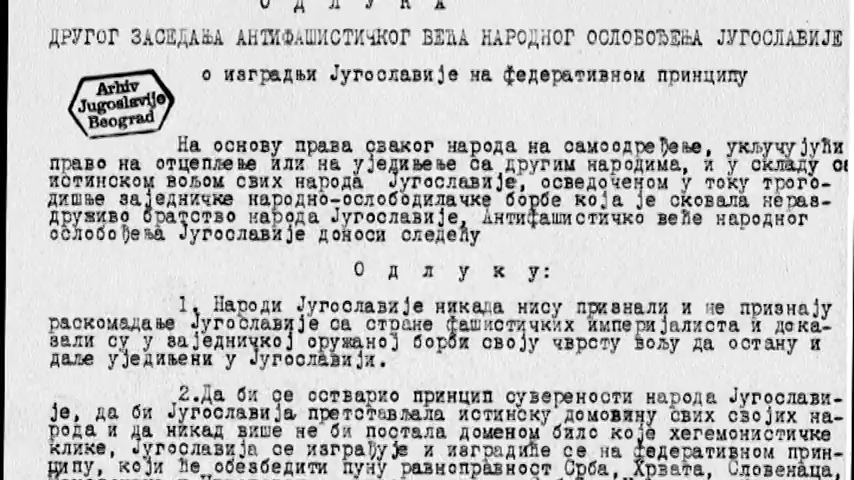 О Д Л У К А
ДРУГОГ ЗАСЕДАЊА АНТИФАШИСТИЧКОГ ВЕЋА НАРОДНОГ ОСЛОБОЂЕЊА ЈУГОСЛАВИЈЕ
о изградњи Југославије на федеративном принципу
Arhiv
Jugoslavije
Beograd
На основу права сваког народа на самоодређење, укључујући
право на отцепљење или на уједињење са другим народима, и у складу са
истинском вољом свих народа Југославије, осведоченом у току трого-
дишње заједничке народно-ослободилачке борбе која је сковала нераз-
друживо братство народа Југославије, Антифашистичко веће народног
ослобођења Југославије доноси следећу
О д л у к у:
1. Народи Југославије никада нису признали и не признају
раскомадање Југославије са стране фашистичких империјалиста и дока-
зали су у заједничкој оружаној борби своју чврсту вољу да остану и
даље уједињени у Југославији.
2.Да би се остварио принцип суверености народа Југослави-
је, да би Југославија претстављала истинску домовину свих својих на-
рода и да никад више не би постала доменом било које хегемонистичке
клике, Југославија се изграђује и изградиће се на федеративном прин-
ципу, који ће обезбедити пуну равноправност Срба, Хрвата, Словенаца,